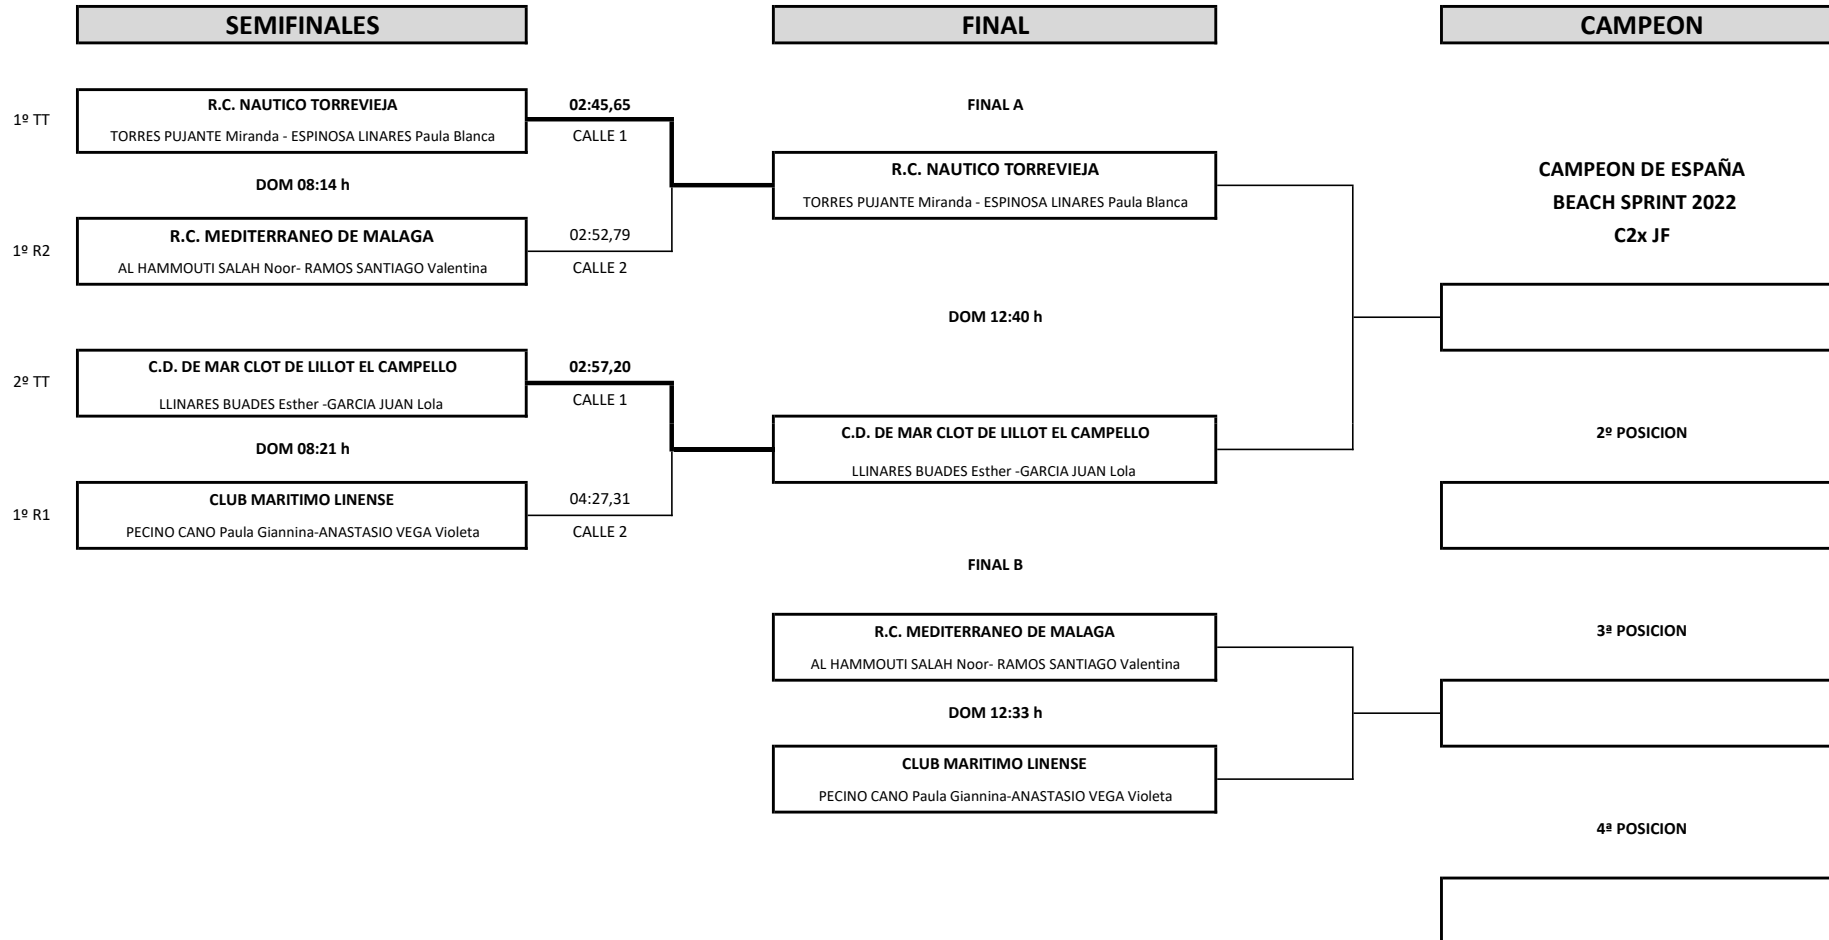 SEMIFINALES
FINAL
CAMPEON
1º TT
R.C. NAUTICO TORREVIEJA
TORRES PUJANTE Miranda - ESPINOSA LINARES Paula Blanca
02:45,65
CALLE 1
DOM 08:14 h
1º R2
R.C. MEDITERRANEO DE MALAGA
AL HAMMOUTI SALAH Noor- RAMOS SANTIAGO Valentina
02:52,79
CALLE 2
2º TT
C.D. DE MAR CLOT DE LILLOT EL CAMPELLO
LLINARES BUADES Esther -GARCIA JUAN Lola
02:57,20
CALLE 1
DOM 08:21 h
1º R1
CLUB MARITIMO LINENSE
PECINO CANO Paula Giannina-ANASTASIO VEGA Violeta
04:27,31
CALLE 2
FINAL A
R.C. NAUTICO TORREVIEJA
TORRES PUJANTE Miranda - ESPINOSA LINARES Paula Blanca
DOM 12:40 h
C.D. DE MAR CLOT DE LILLOT EL CAMPELLO
LLINARES BUADES Esther -GARCIA JUAN Lola
FINAL B
R.C. MEDITERRANEO DE MALAGA
AL HAMMOUTI SALAH Noor- RAMOS SANTIAGO Valentina
DOM 12:33 h
CLUB MARITIMO LINENSE
PECINO CANO Paula Giannina-ANASTASIO VEGA Violeta
CAMPEON DE ESPAÑA
BEACH SPRINT 2022
C2x JF
2º POSICION
3ª POSICION
4ª POSICION